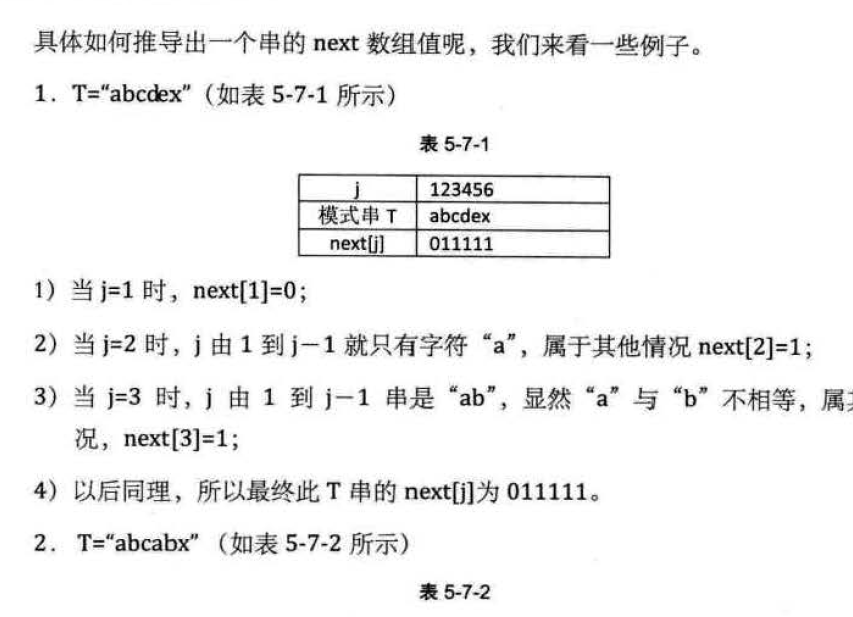 具体如何推导出一个串的 next 数组值呢，我们来看一些例子。
1．T=“abcdex”（如表 5-7-1 所示）
表 5-7-1
j 123456
模式串 T abcdex
next[j] 011111
1）当 j=1 时，next[1]=0；
2）当 j=2 时，j 由 1 到 j－1 就只有字符“a”，属于其他情况 next[2]=1；
3）当 j=3 时，j 由 1 到 j－1 串是“ab”，显然“a”与“b”不相等，属
况，next[3]=1；
4）以后同理，所以最终此 T 串的 next[j]为 011111。
2．T=“abcabx”（如表 5-7-2 所示）
表 5-7-2